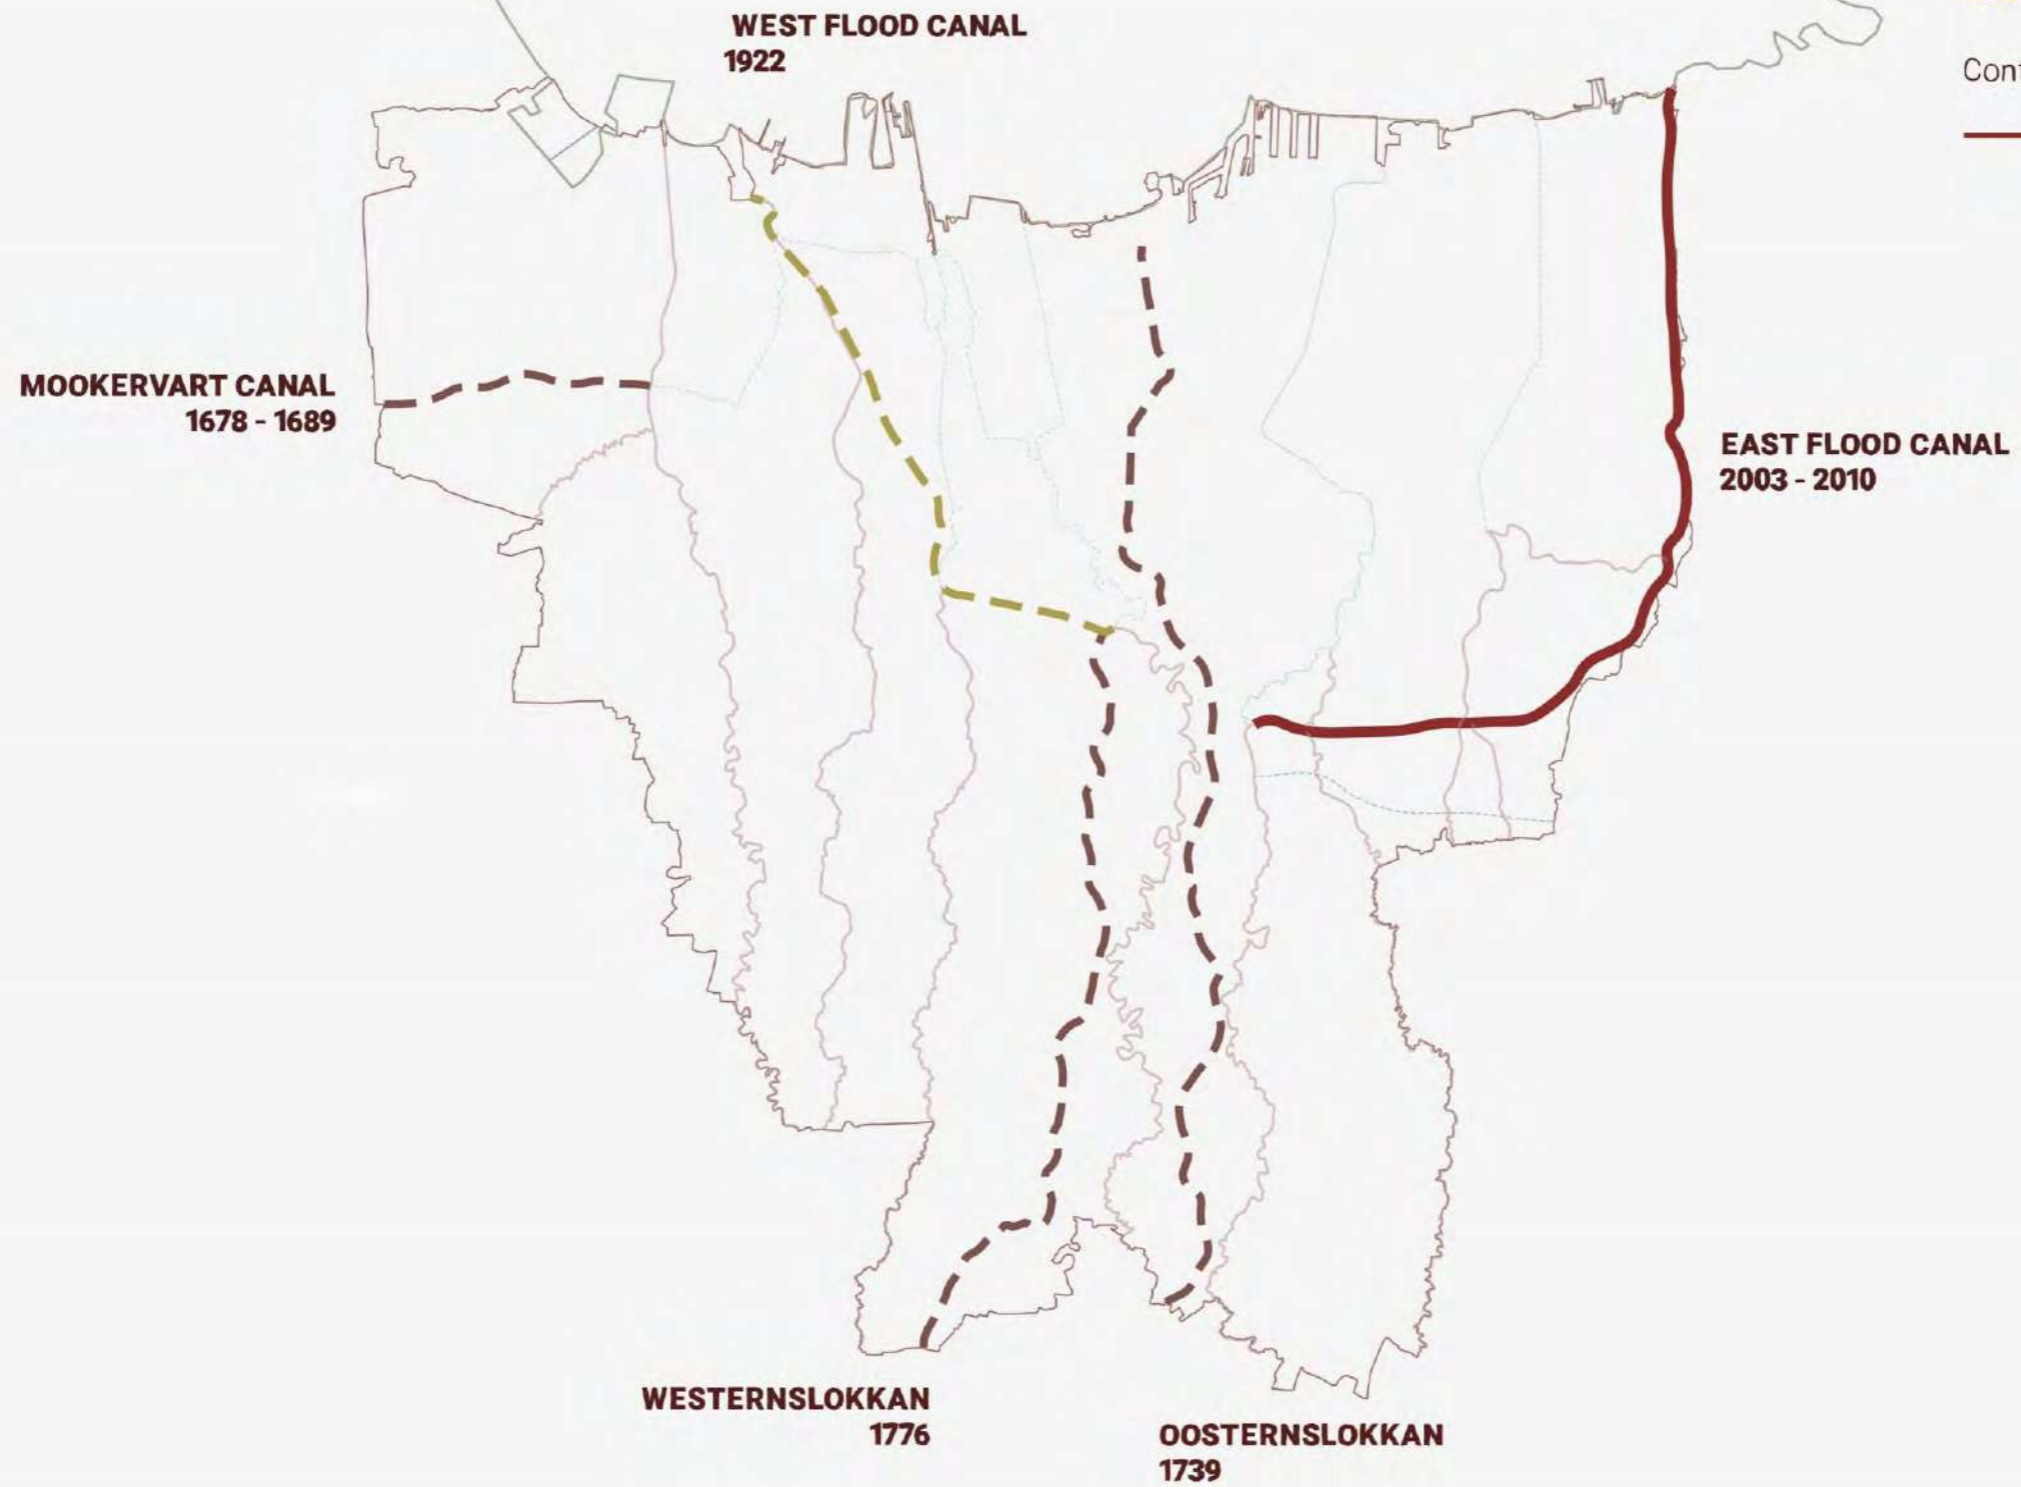 WEST FLOOD CANAL
1922
MOOKERVART CANAL
1678 - 1689
EAST FLOOD CANAL
2003 - 2010
WESTERNSLOKKAN
1776
OOSTERNSLOKKAN
1739